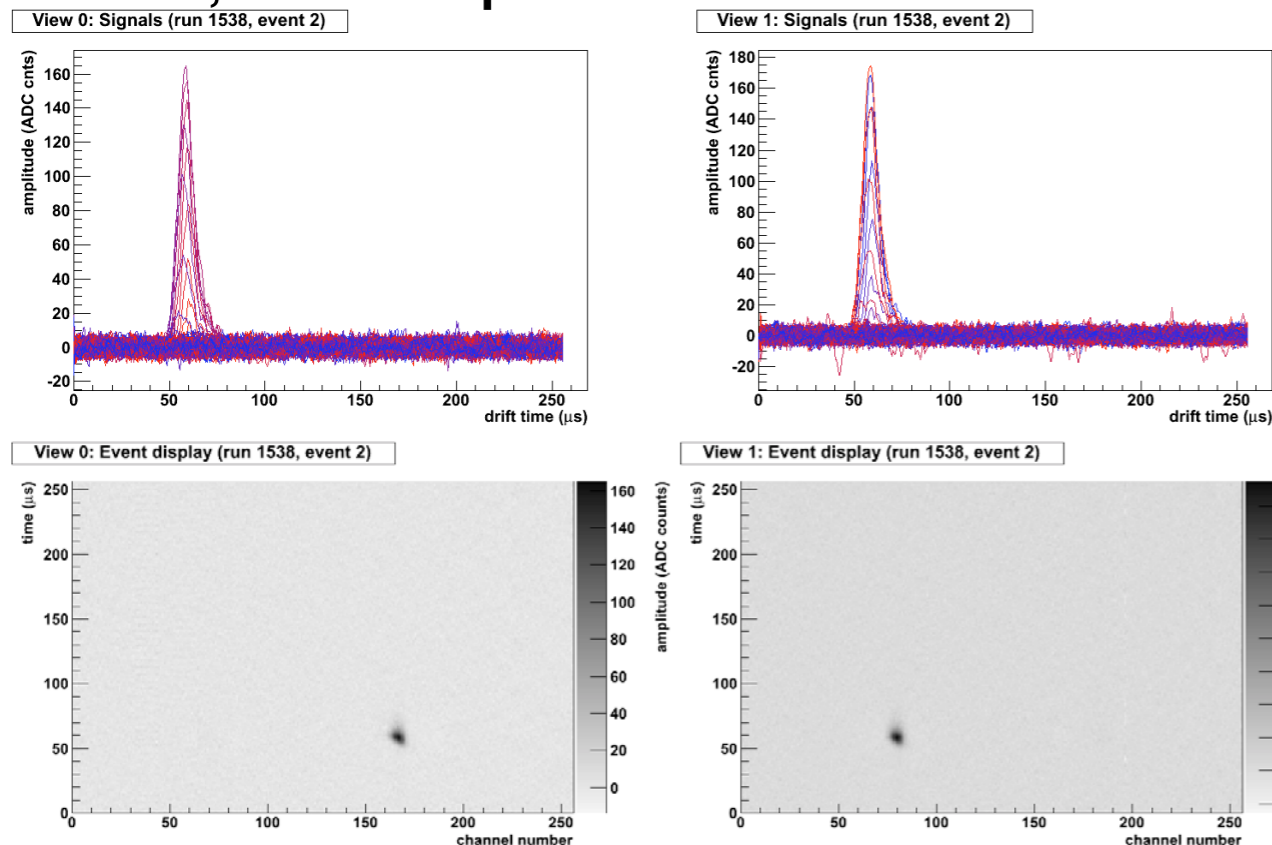 View 0: Signals (run 1538, event 2)
amplitude (ADC cnts)
160
140
120
100
80
60
40
20
0
-20
0 50 100 150 200 250
drift time (μs)
View 1: Signals (run 1538, event 2)
amplitude (ADC cnts)
180
160
140
120
100
80
60
40
20
0
-20
0 50 100 150 200 250
drift time (μs)
View 0: Event display (run 1538, event 2)
time (μs)
250
200
150
100
50
0
0 50 100 150 200 250
channel number
160
140
120
100
80
60
40
20
0
amplitude (ADC counts)
View 1: Event display (run 1538, event 2)
time (μs)
250
200
150
100
50
0
0 50 100 150 200 250
channel number